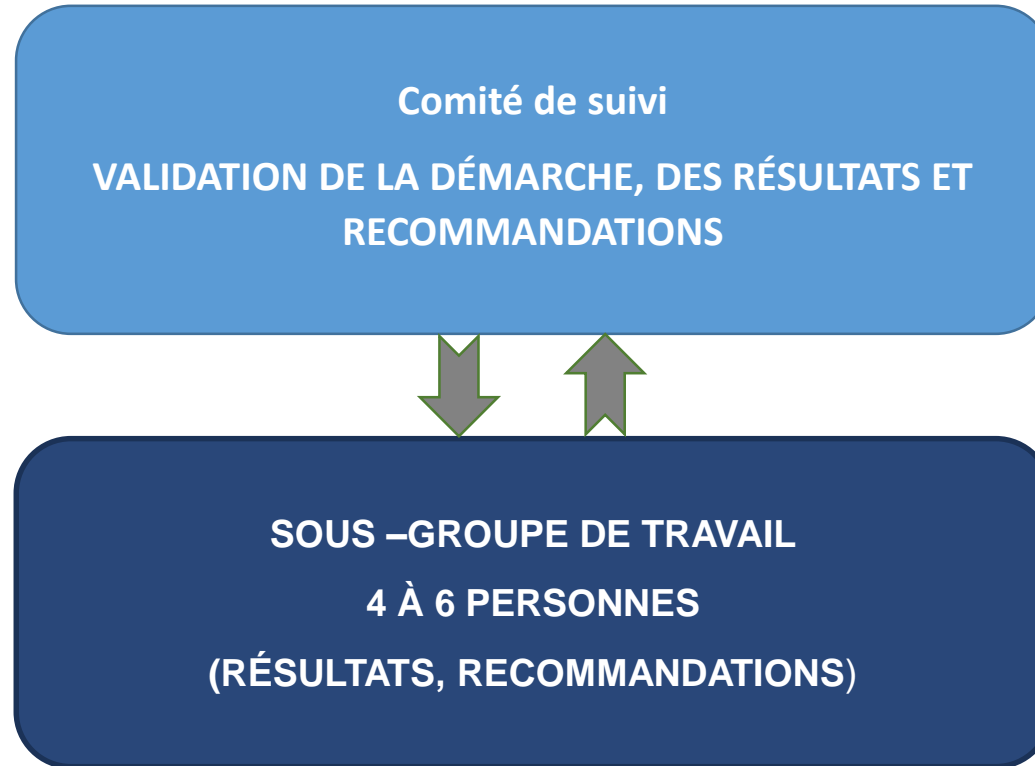 Comité de suivi
VALIDATION DE LA DÉMARCHE, DES RÉSULTATS ET
RECOMMANDATIONS
SOUS –GROUPE DE TRAVAIL
4 À 6 PERSONNES
(RÉSULTATS, RECOMMANDATIONS)